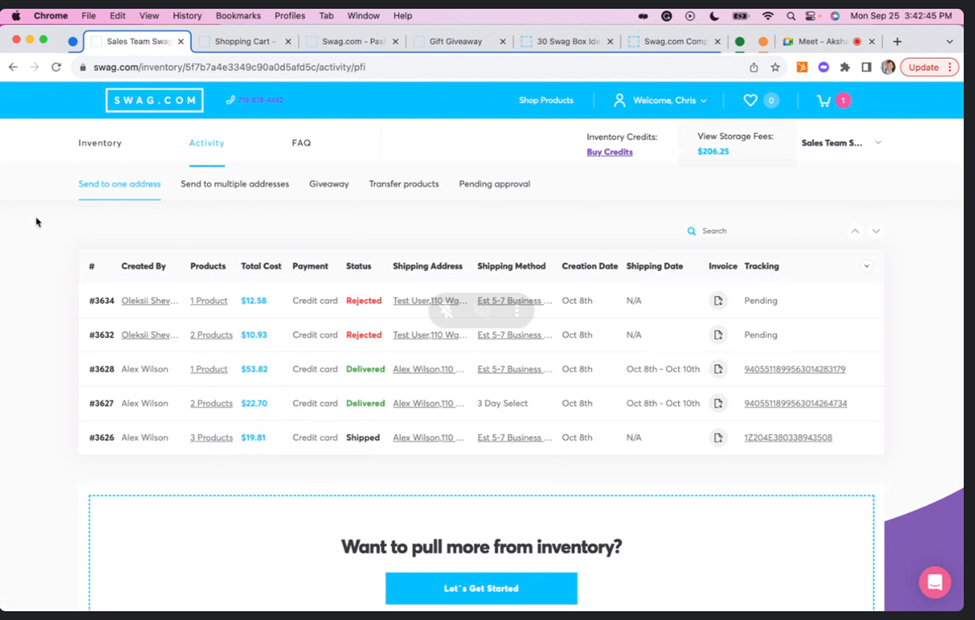 Chrome File Edit View History Bookmarks Profiles Tab Window Help Mon Sep 25 3:42:45 PM
Sales Team Swag Shopping Cart – Swag.com - Pas Gift Giveaway 30 Swag Box Ide Swag.com Comp Meet - Aksha
swag.com/inventory/5f7b7a4e3349c90a0d5afd5c/activity/pfi Update
SWAG.COM 718-878-4442 Shop Products Welcome, Chris 0 1
Inventory Activity FAQ Inventory Credits: Buy Credits View Storage Fees: $206.25 Sales Team S...
Send to one address Send to multiple addresses Giveaway Transfer products Pending approval
Search
# Created By Products Total Cost Payment Status Shipping Address Shipping Method Creation Date Shipping Date Invoice Tracking
#3634 Oleksii Shev... 1 Product $12.58 Credit card Rejected Test User,110 Wa... Est 5-7 Business ... Oct 8th N/A Pending
#3632 Oleksii Shev... 2 Products $10.93 Credit card Rejected Test User,110 Wa... Est 5-7 Business ... Oct 8th N/A Pending
#3628 Alex Wilson 1 Product $53.82 Credit card Delivered Alex Wilson,110 ... Est 5-7 Business ... Oct 8th Oct 8th - Oct 10th 9405511899563014283179
#3627 Alex Wilson 2 Products $22.70 Credit card Delivered Alex Wilson,110 ... 3 Day Select Oct 8th Oct 8th - Oct 10th 9405511899563014264734
#3626 Alex Wilson 3 Products $19.81 Credit card Shipped Alex Wilson,110 ... Est 5-7 Business ... Oct 8th N/A 1Z204E380338943508
Want to pull more from inventory?
Let's Get Started